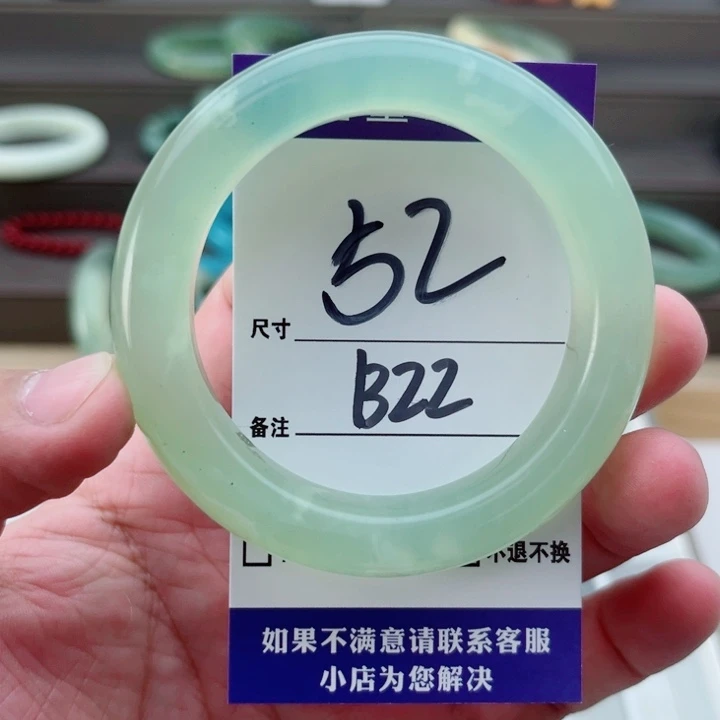 52
尺寸
B22
备注
不退不换
如果不满意请联系客服
小店为您解决